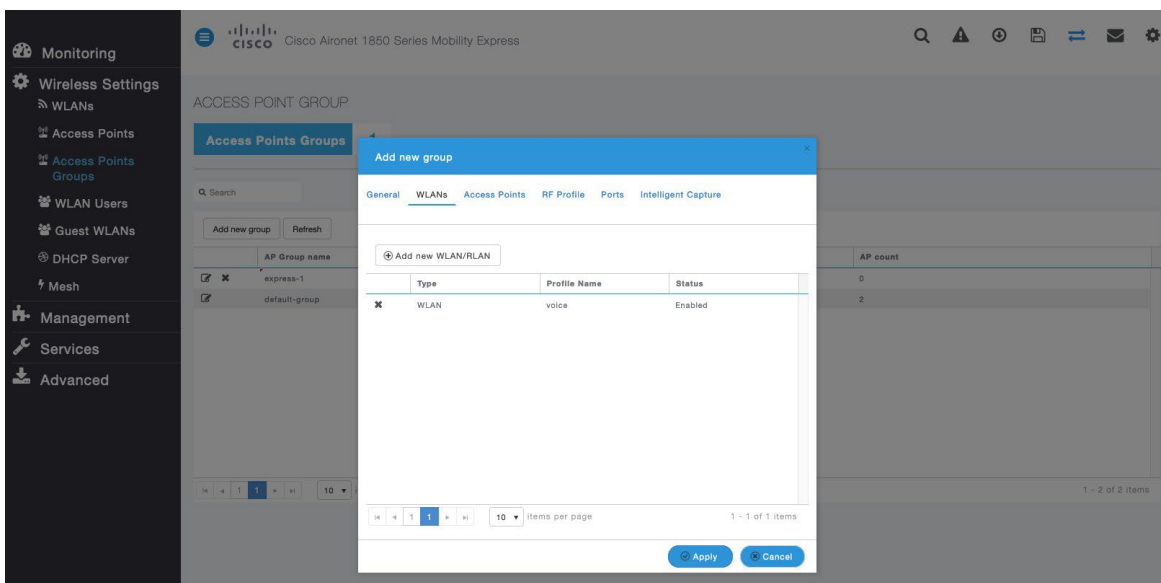 Monitoring
Wireless Settings
WLANs
Access Points
Access Points
Groups
WLAN Users
Guest WLANs
DHCP Server
Mesh
Management
Services
Advanced
CISCO Cisco Aironet 1850 Series Mobility Express
ACCESS POINT GROUP
Access Points Groups
Search
Add new group Refresh
AP Group name AP count
express-1 0
default-group 2
1 1 10 1 - 2 of 2 items
Add new group
General WLANs Access Points RF Profile Ports Intelligent Capture
Add new WLAN/RLAN
Type Profile Name Status
WLAN voice Enabled
1 1 10 items per page 1 - 1 of 1 items
Apply Cancel